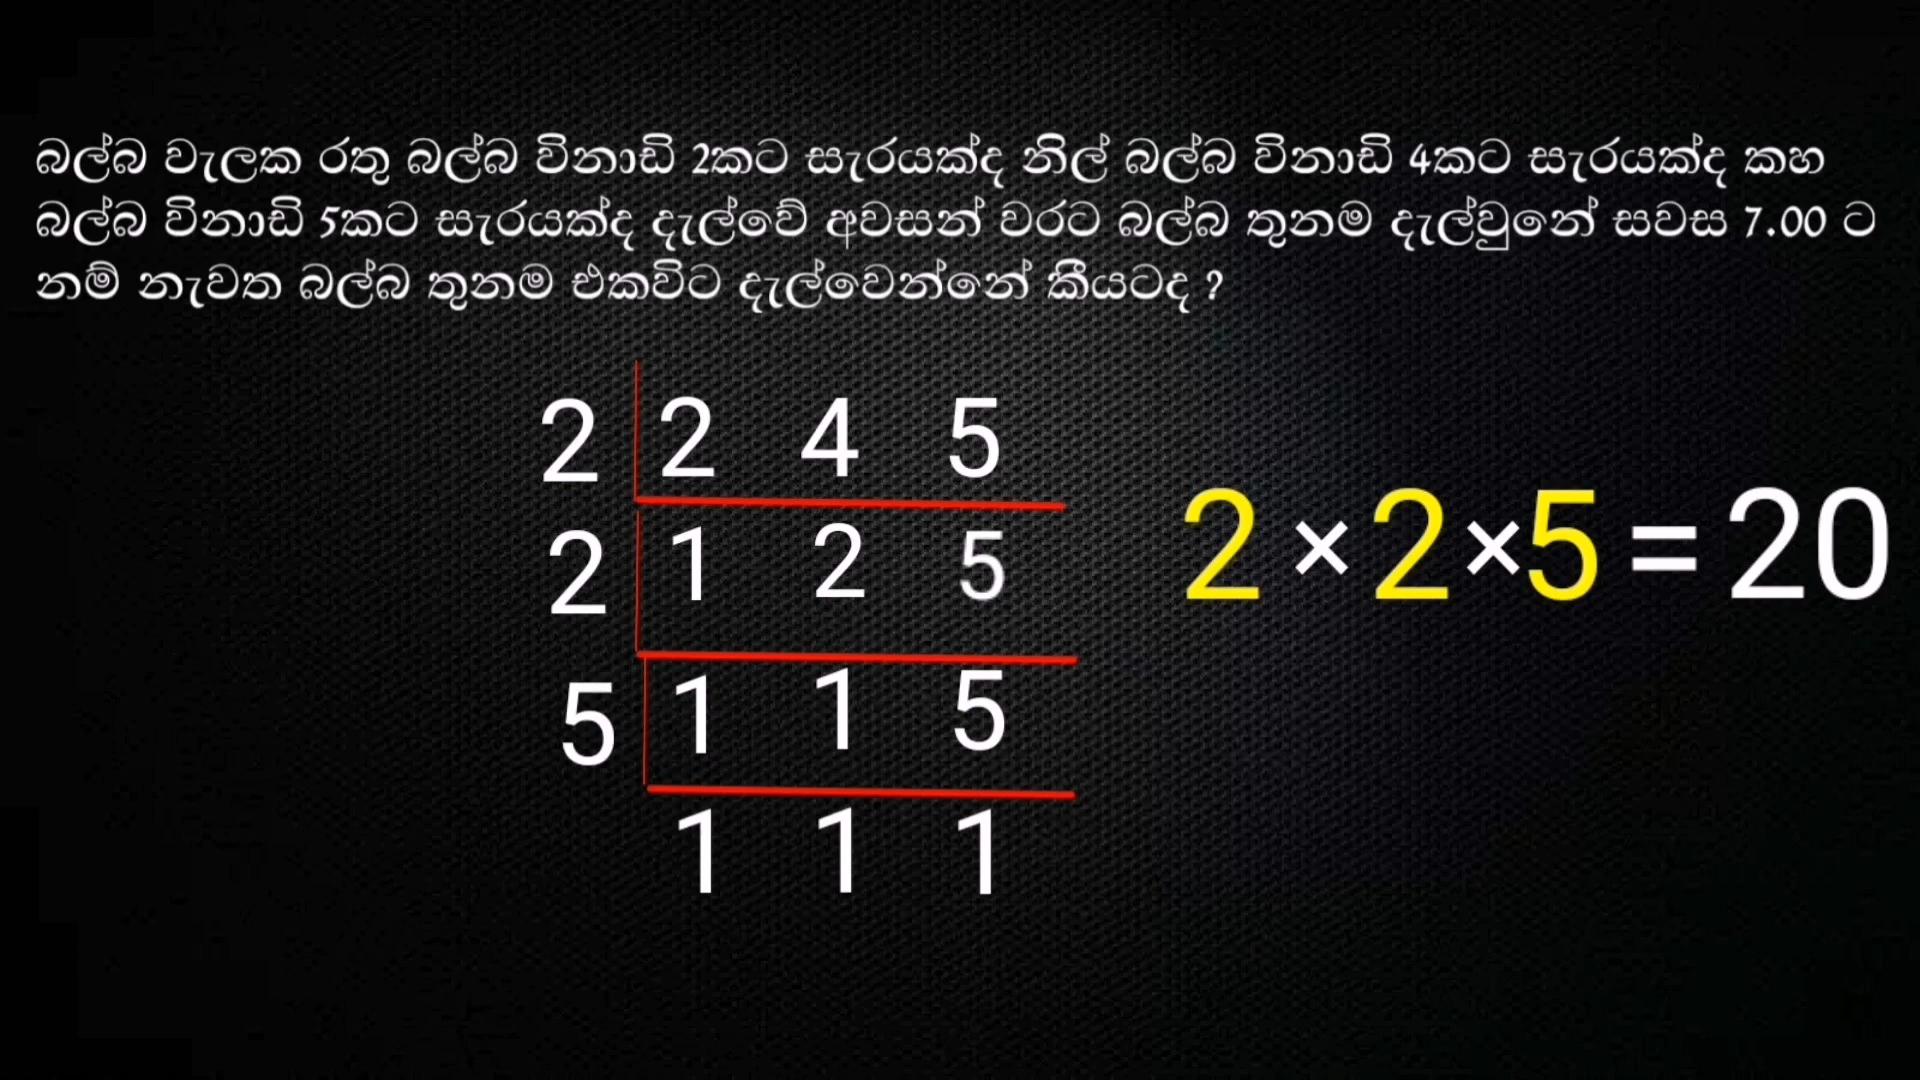 බල්බ වැලක රතු බල්බ විනාඩි 2කට සැරයක්ද නිල් බල්බ විනාඩි 4කට සැරයක්ද කහ
බල්බ විනාඩි 5කට සැරයක්ද දැල්වේ අවසන් වරට බල්බ තුනම දැල්වුනේ සවස 7.00 ට
නම් නැවත බල්බ තුනම එකවිට දැල්වෙන්නේ කීයටද ?
2 2 4 5
2 1 2 5
5 1 1 5
1 1 1
2 × 2 × 5 = 20